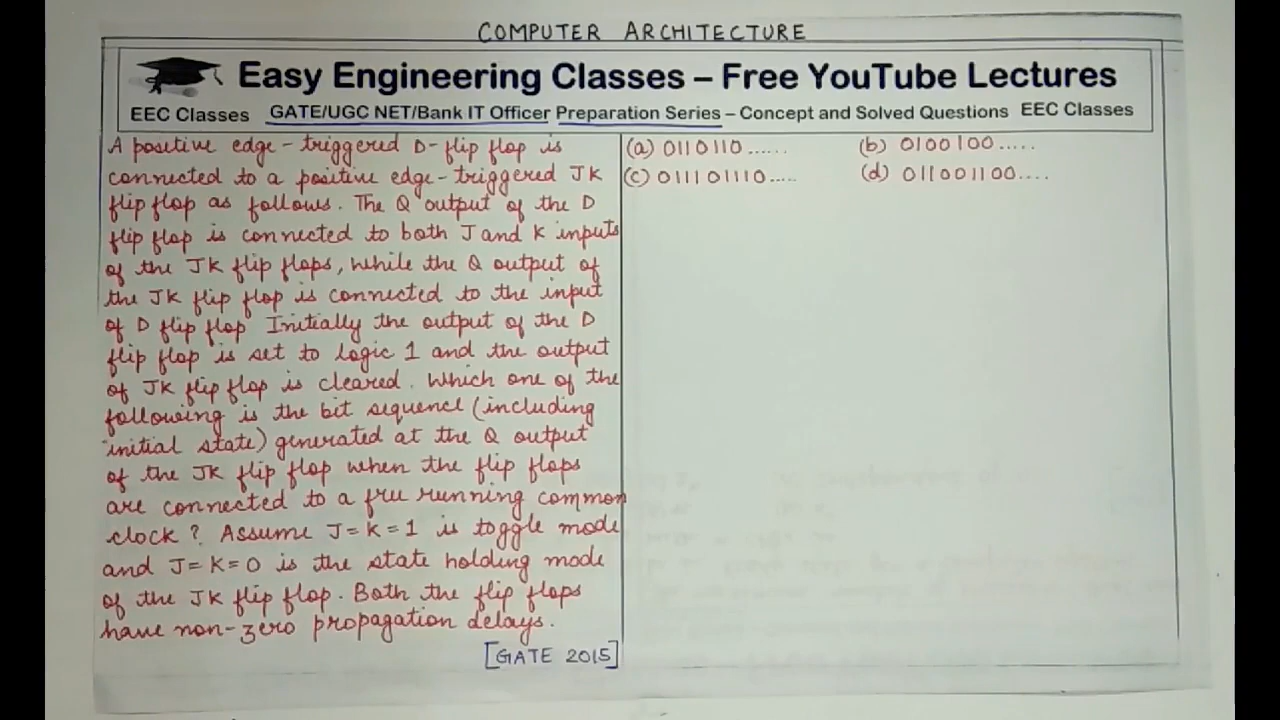 COMPUTER ARCHITECTURE
Easy Engineering Classes – Free YouTube Lectures
EEC Classes GATE/UGC NET/Bank IT Officer Preparation Series – Concept and Solved Questions EEC Classes
A positive edge-triggered D-flip flop is
connected to a positive edge-triggered JK
flip flop as follows. The Q output of the D
flip flop is connected to both J and K inputs
of the JK flip flops, while the Q output of
the JK flip flop is connected to the input
of D flip flop Initially the output of the D
flip flop is set to logic 1 and the output
of JK flip flop is cleared. Which one of the
following is the bit sequence (including
initial state) generated at the Q output
of the JK flip flop when the flip flops
are connected to a free running common
clock? Assume J=K=1 is toggle mode
and J=K=0 is the state holding mode
of the JK flip flop. Both the flip flops
have non-zero propagation delays.
[GATE 2015]
(a) 0110110...... (b) 0100100.....
(c) 011101110..... (d) 011001100....